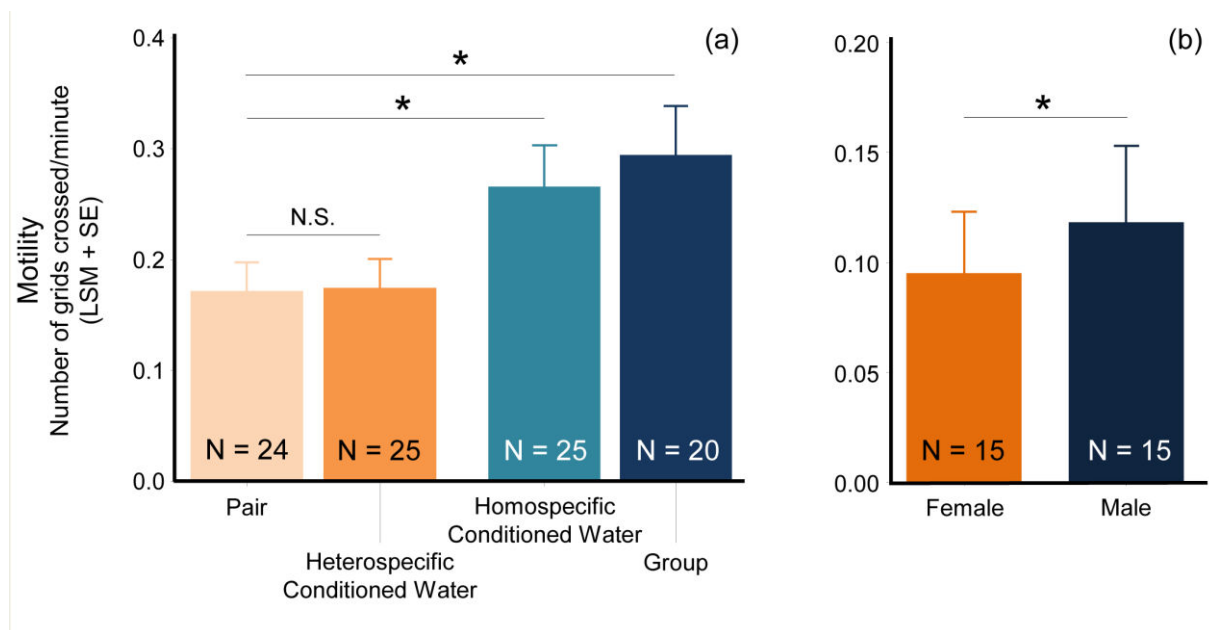 Motility
Number of grids crossed/minute
(LSM + SE)
0.4
0.3
0.2
0.1
0.0
(a)
*
*
N.S.
N = 24
N = 25
N = 25
N = 20
Pair
Heterospecific
Conditioned Water
Homospecific
Conditioned Water
Group
0.20
0.15
0.10
0.05
0.00
(b)
*
N = 15
N = 15
Female
Male